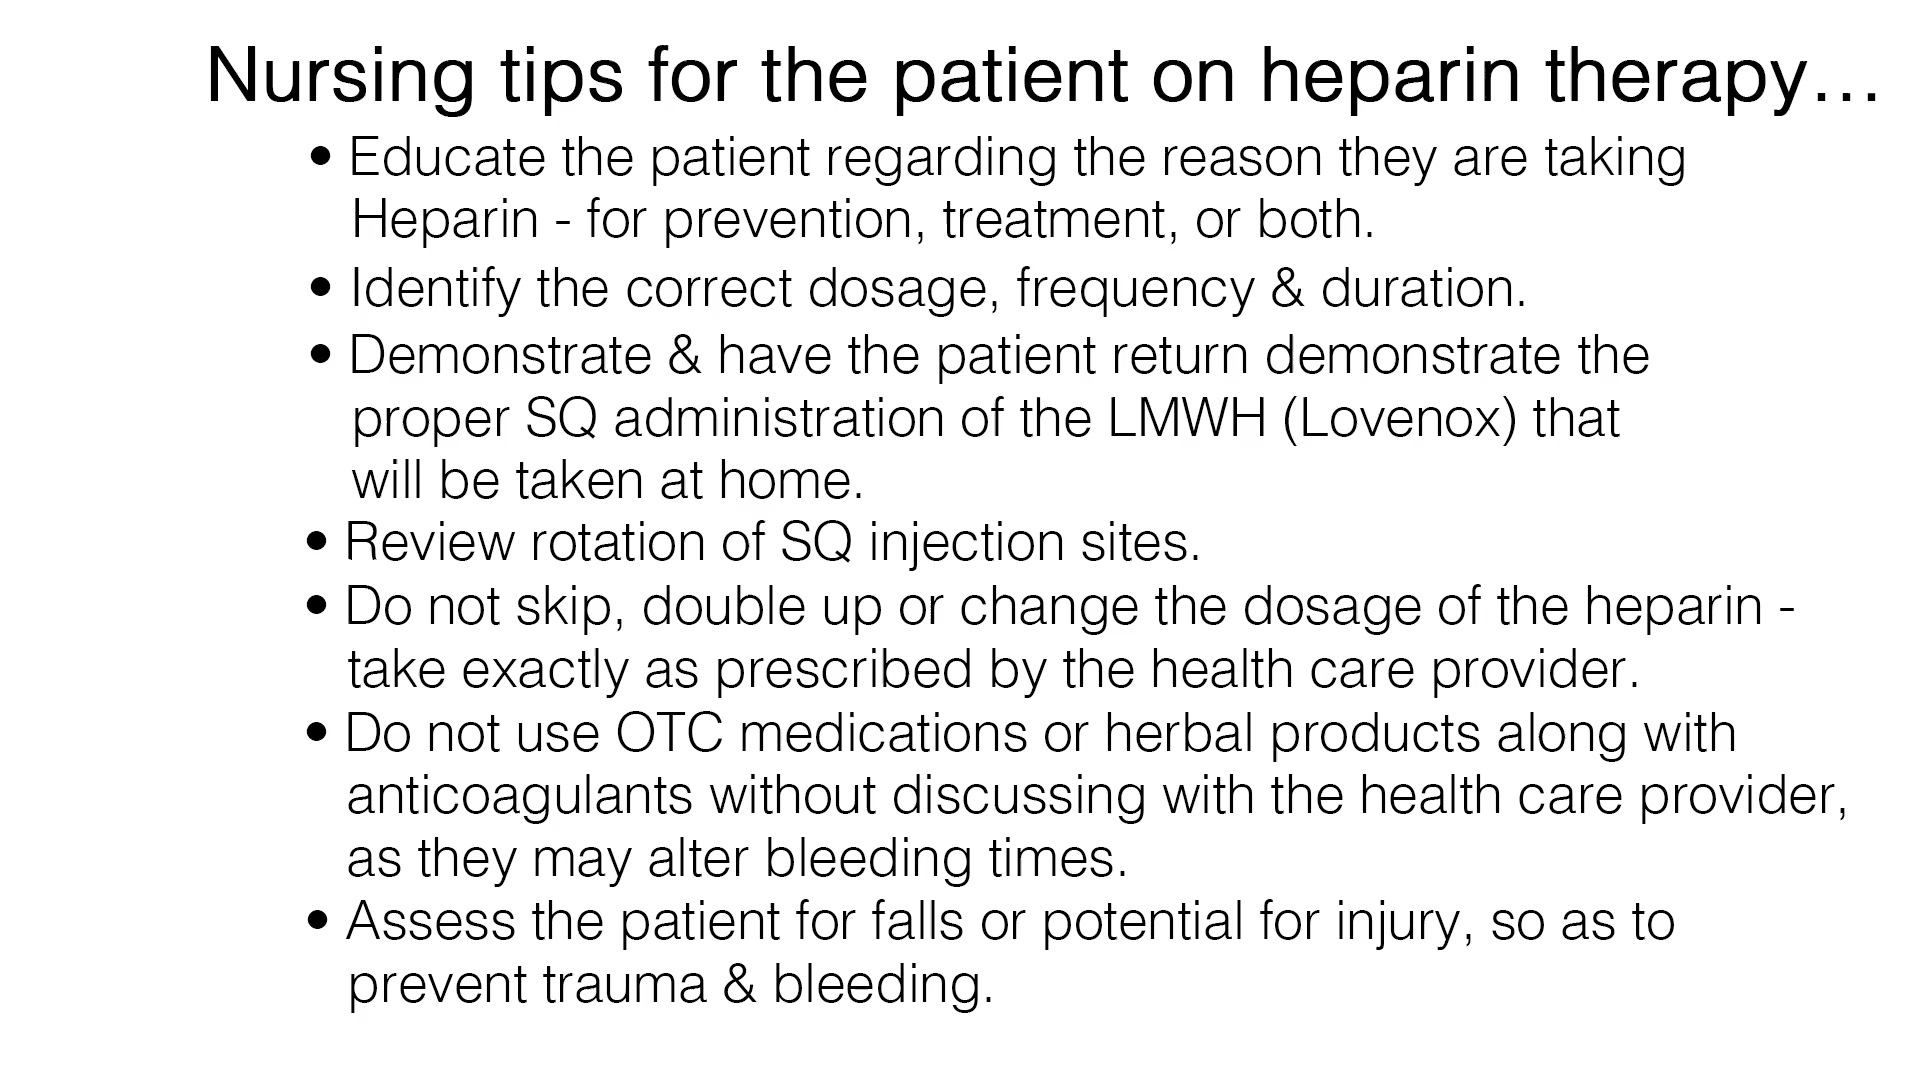 Nursing tips for the patient on heparin therapy...
• Educate the patient regarding the reason they are taking
Heparin - for prevention, treatment, or both.
• Identify the correct dosage, frequency & duration.
• Demonstrate & have the patient return demonstrate the
proper SQ administration of the LMWH (Lovenox) that
will be taken at home.
• Review rotation of SQ injection sites.
• Do not skip, double up or change the dosage of the heparin -
take exactly as prescribed by the health care provider.
• Do not use OTC medications or herbal products along with
anticoagulants without discussing with the health care provider,
as they may alter bleeding times.
• Assess the patient for falls or potential for injury, so as to
prevent trauma & bleeding.